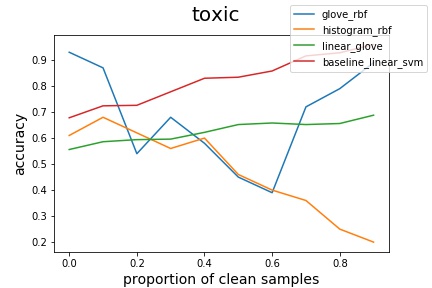 toxic
glove_rbf
histogram_rbf
linear_glove
baseline_linear_svm
accuracy
0.9
0.8
0.7
0.6
0.5
0.4
0.3
0.2
0.0 0.2 0.4 0.6 0.8
proportion of clean samples